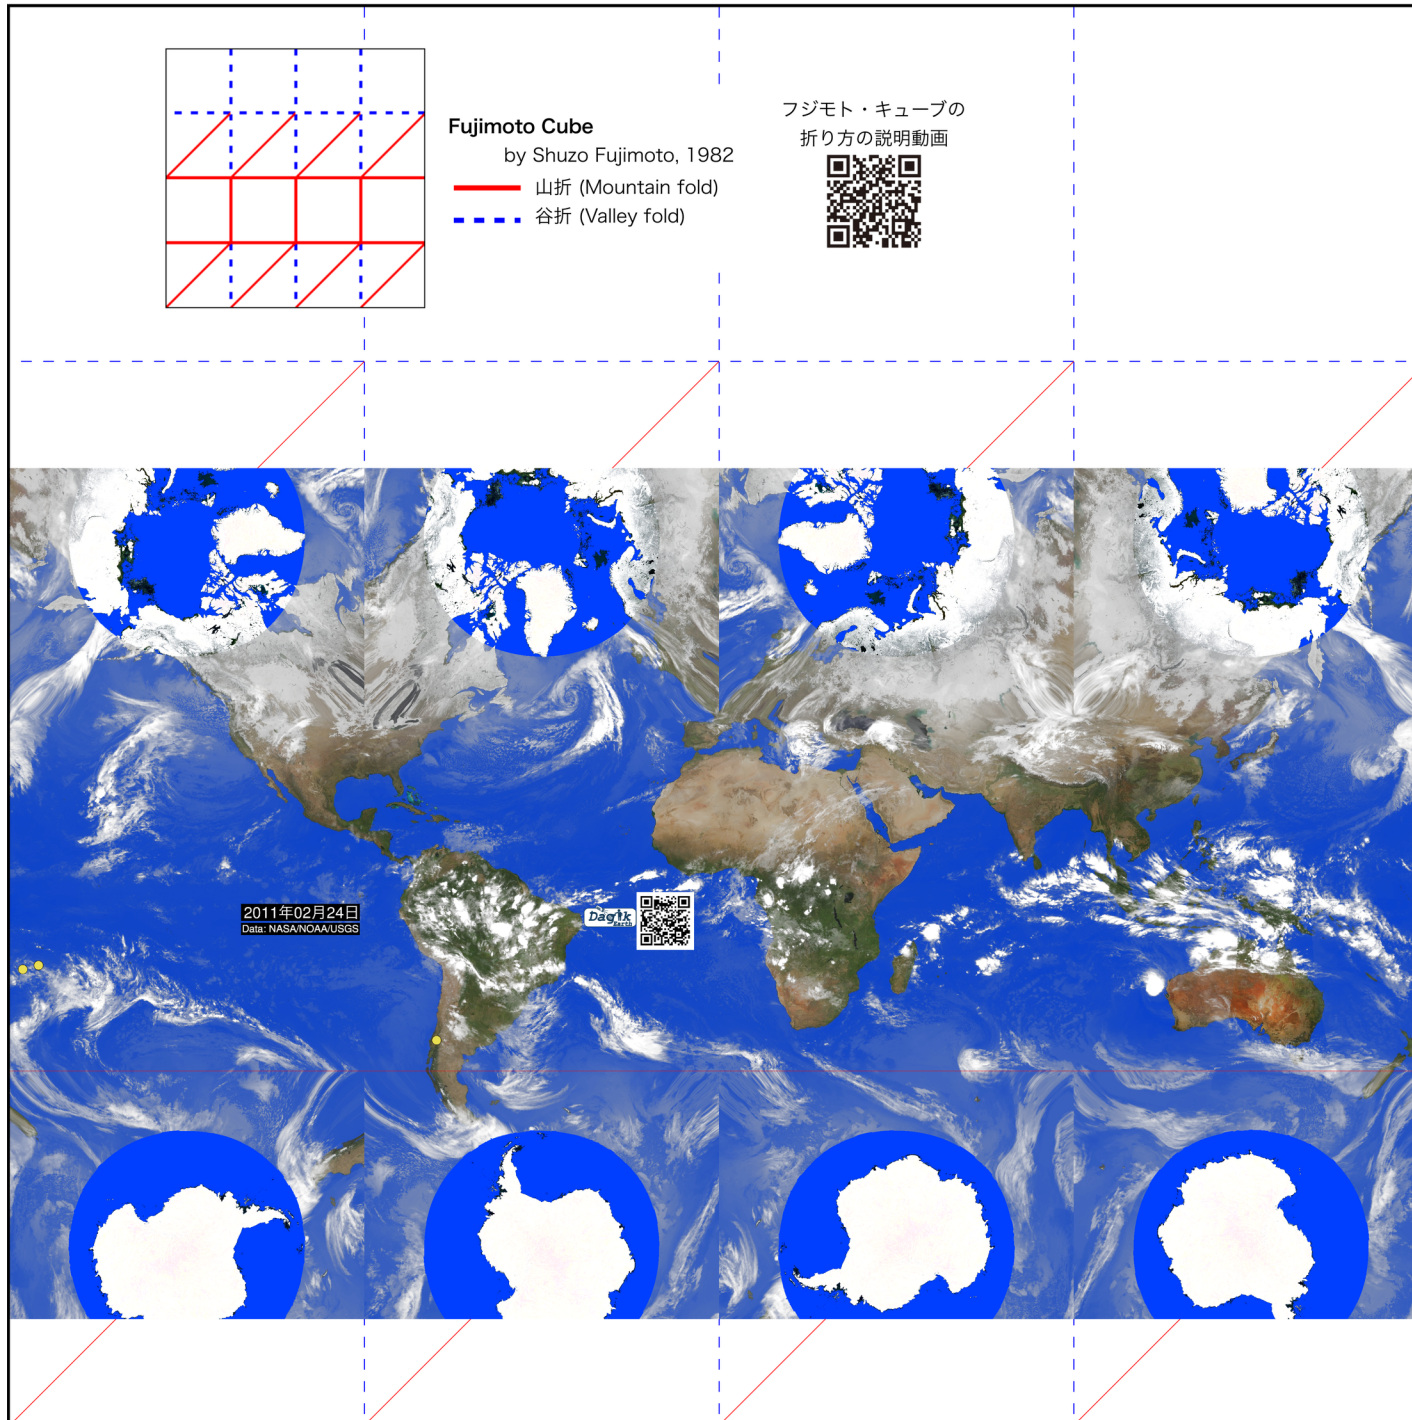 Fujimoto Cube
by Shuzo Fujimoto, 1982
山折 (Mountain fold)
谷折 (Valley fold)
フジモト・キューブの
折り方の説明動画
2011年02月24日
Data: NASA/NOAA/USGS
Dagik
Earth